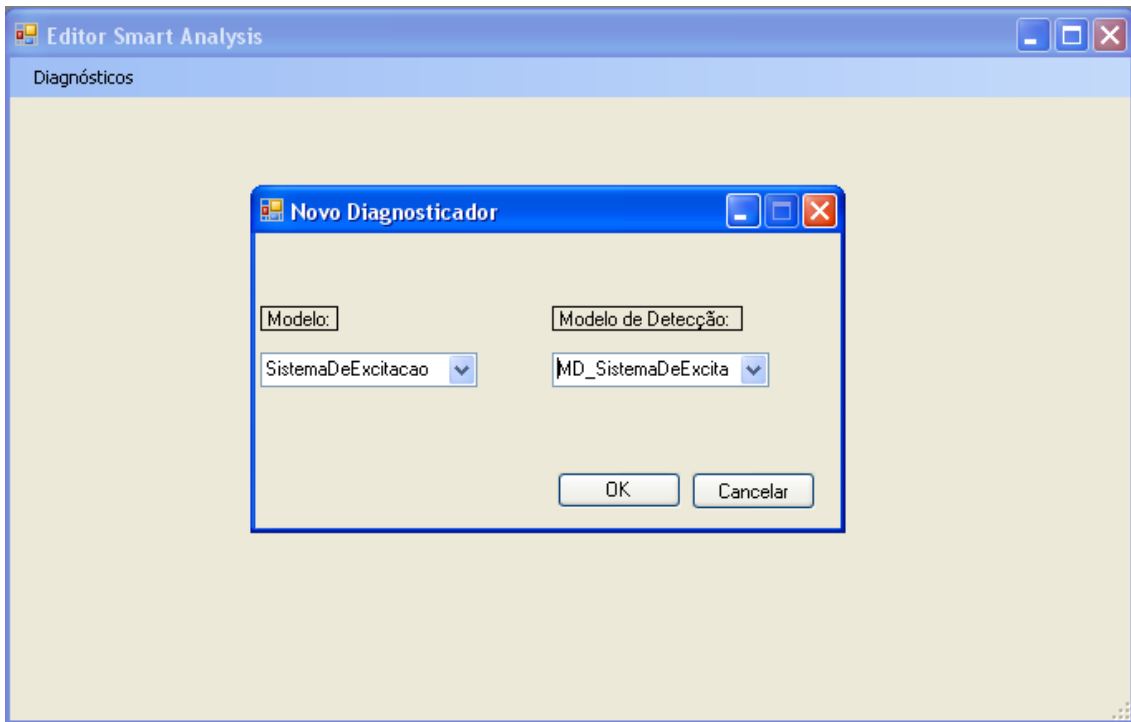 Editor Smart Analysis
Diagnósticos
Novo Diagnosticador
Modelo: Modelo de Detecção:
SistemaDeExcitacao MD_SistemaDeExcita
OK Cancelar